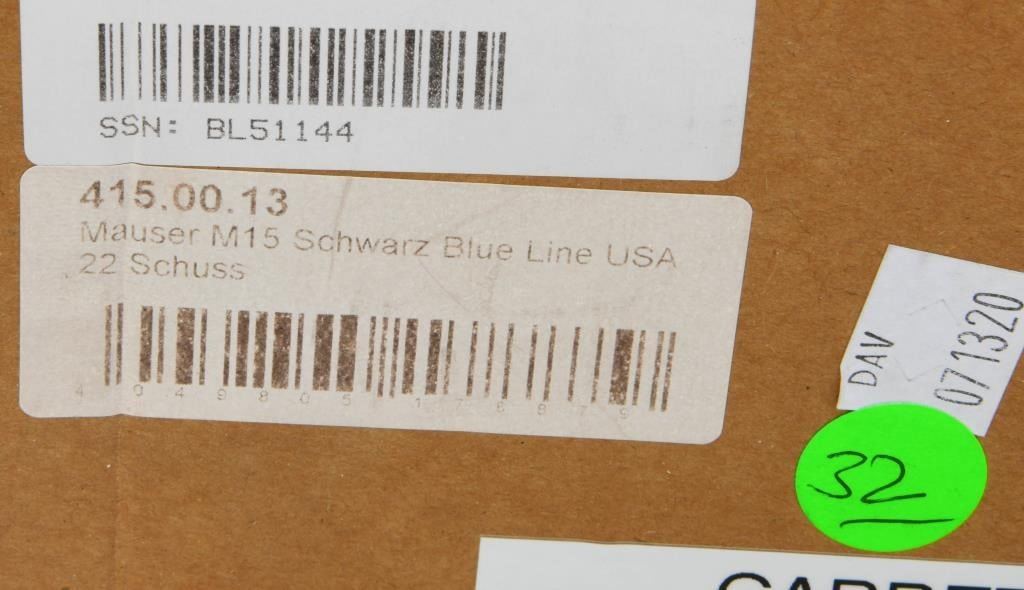 SSN: BL51144
415.00.13
Mauser M15 Schwarz Blue Line USA
22 Schuss
DAV
071320
32